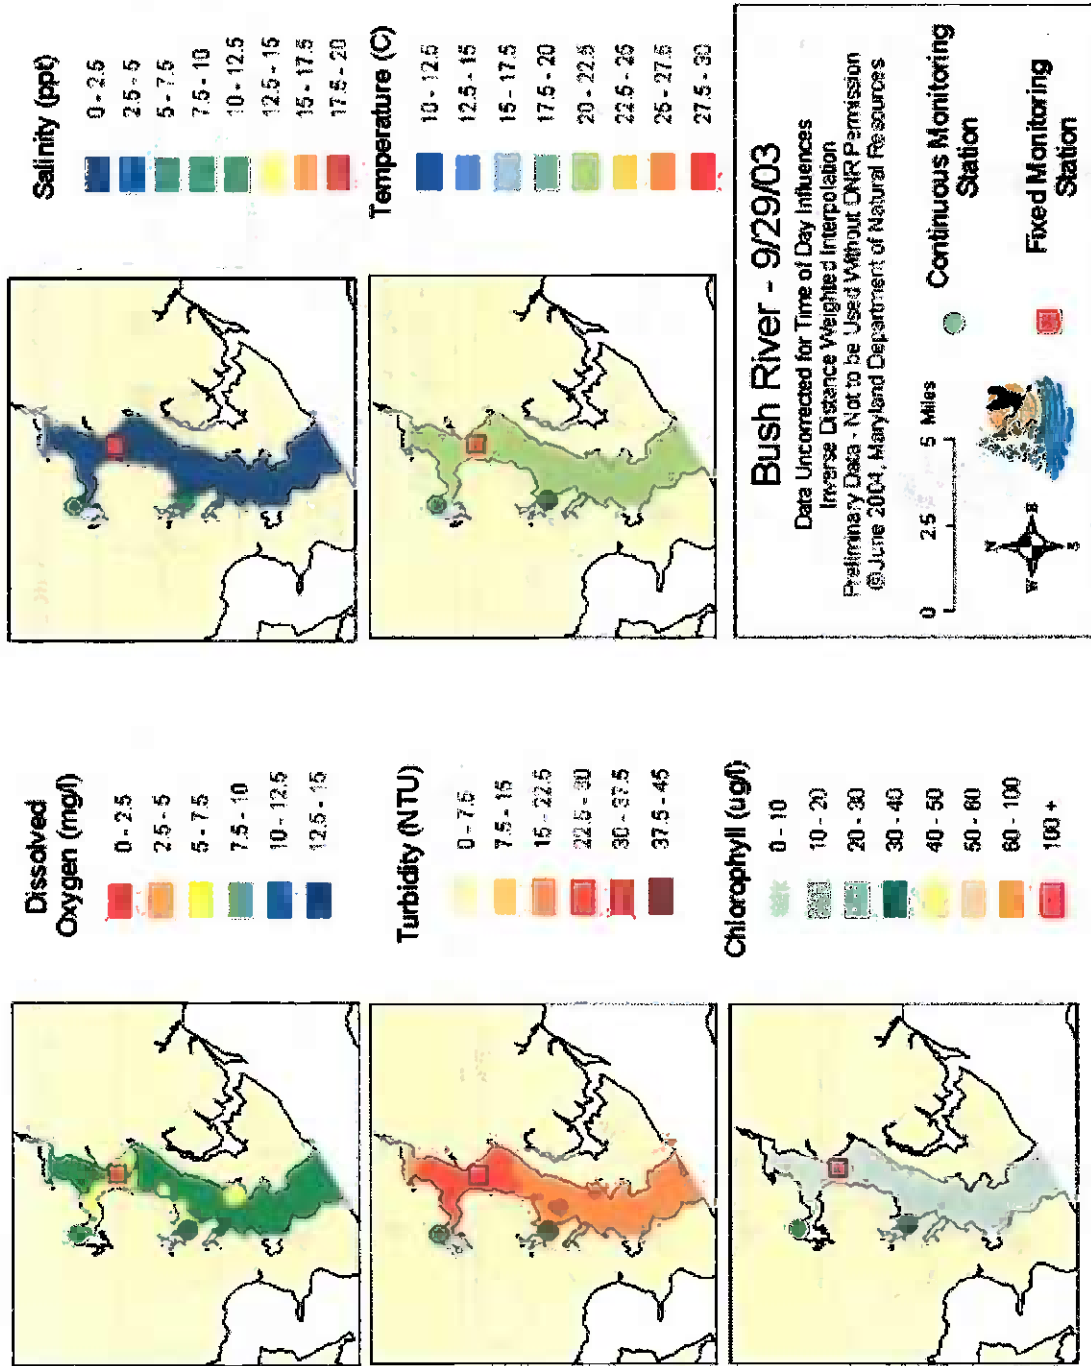 Dissolved
Oxygen (mg/l)
0 - 2.5
2.5 - 5
5 - 7.5
7.5 - 10
10 - 12.5
12.5 - 15
Salinity (ppt)
0 - 2.5
2.5 - 5
5 - 7.5
7.5 - 10
10 - 12.5
12.5 - 15
15 - 17.5
17.5 - 20
Turbidity (NTU)
0 - 7.5
7.5 - 15
15 - 22.5
22.5 - 30
30 - 37.5
37.5 - 45
Temperature (C)
10 - 12.5
12.5 - 15
15 - 17.5
17.5 - 20
20 - 22.5
22.5 - 25
25 - 27.5
27.5 - 30
Chlorophyll (ug/l)
0 - 10
10 - 20
20 - 30
30 - 40
40 - 50
50 - 60
60 - 100
100 +
Bush River - 9/29/03
Data Uncorrected for Time of Day Influences
Inverse Distance Weighted Interpolation
Preliminary Data - Not to be Used Without DNR Permission
©June 2004, Maryland Department of Natural Resources
0 2.5 5 Miles
N
W E
S
Continuous Monitoring
Station
Fixed Monitoring
Station